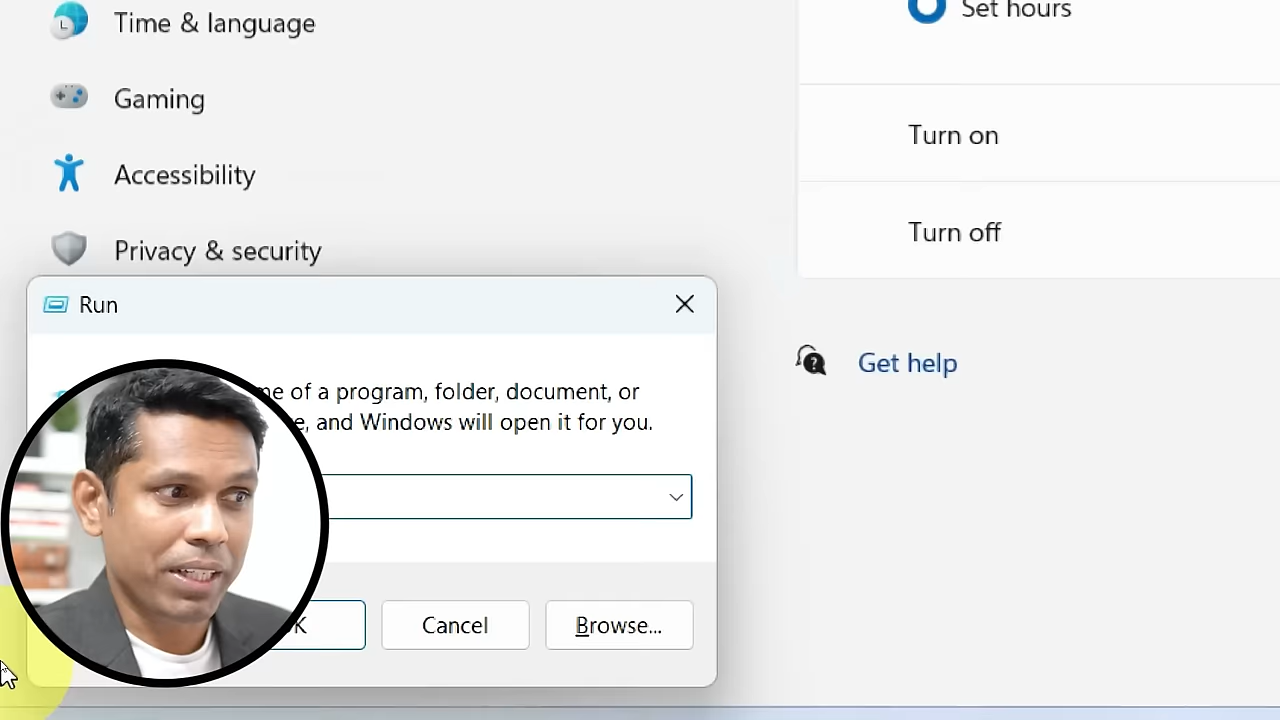 Time & language
Gaming
Accessibility
Privacy & security
Set hours
Turn on
Turn off
Get help
Run
of a program, folder, document, or
and Windows will open it for you.
Cancel
Browse...